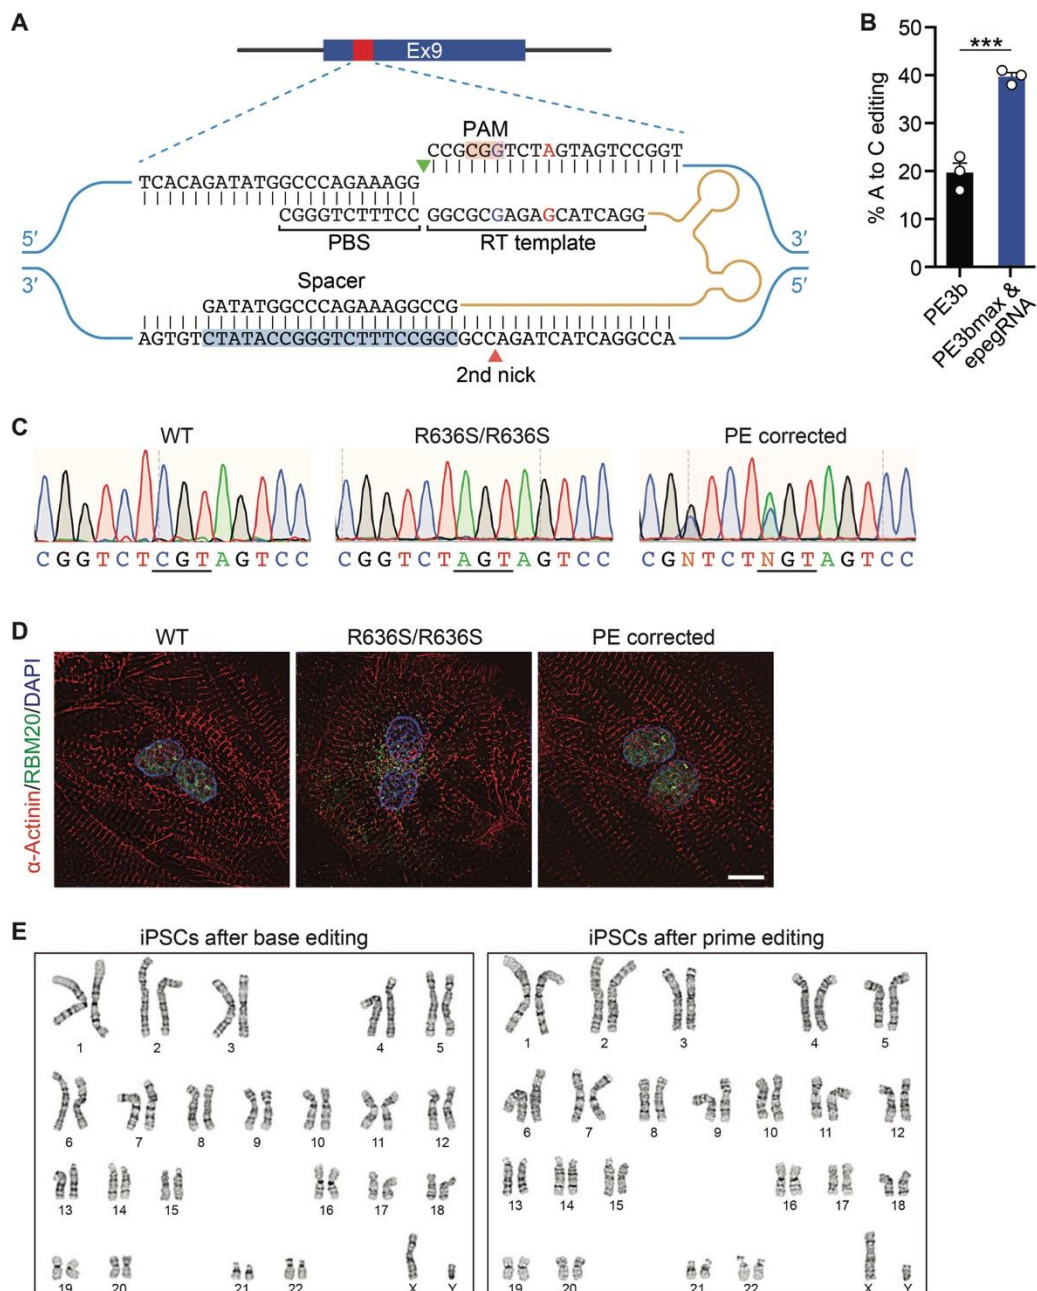 A
Ex9
PAM
CCGCGGTCTAGTAGTCCGGT
TCACAGATATGGCCCAGAAAGG
CGGGTCTTTCC GGCGCGAGAGCATCAGG
PBS RT template
5′ 3′
3′ 5′
Spacer
GATATGGCCCAGAAAGGCCG
AGTGTCTATACCGGGTCTTTCCGGCGCCAGATCATCAGGCCA
2nd nick
B
% A to C editing
50
40
30
20
10
0
***
PE3b
PE3bmax &
epegRNA
C
WT R636S/R636S PE corrected
CGGTCTCGTAGTCC CGGTCTAGTAGTCC CGNTCTNGTAGTCC
D
WT R636S/R636S PE corrected
α-Actinin/RBM20/DAPI
E
iPSCs after base editing iPSCs after prime editing
1 2 3 4 5 1 2 3 4 5
6 7 8 9 10 11 12 6 7 8 9 10 11 12
13 14 15 16 17 18 13 14 15 16 17 18
19 20 21 22 X Y 19 20 21 22 X Y